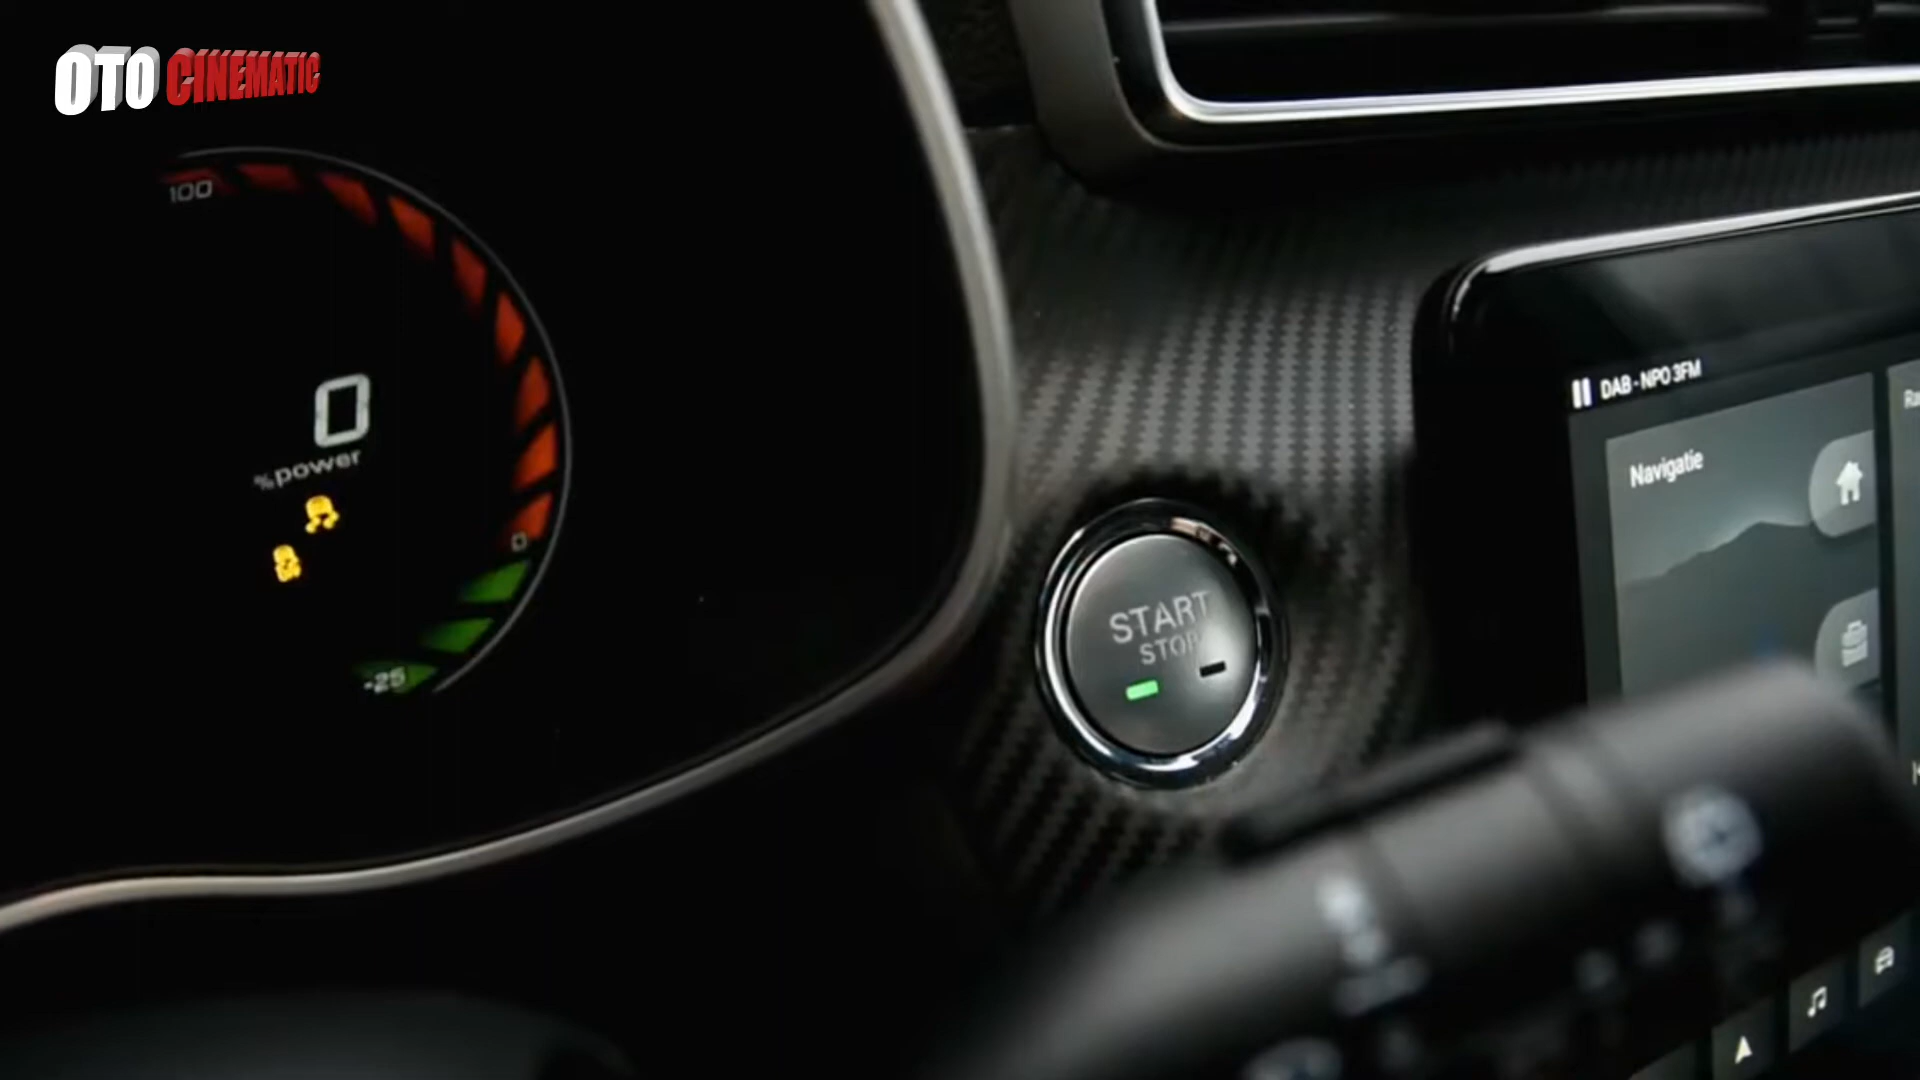 OTO CINEMATIC
100
0
% power
0
-25
START
STOP
DAB - NPO 3FM
Navigatie